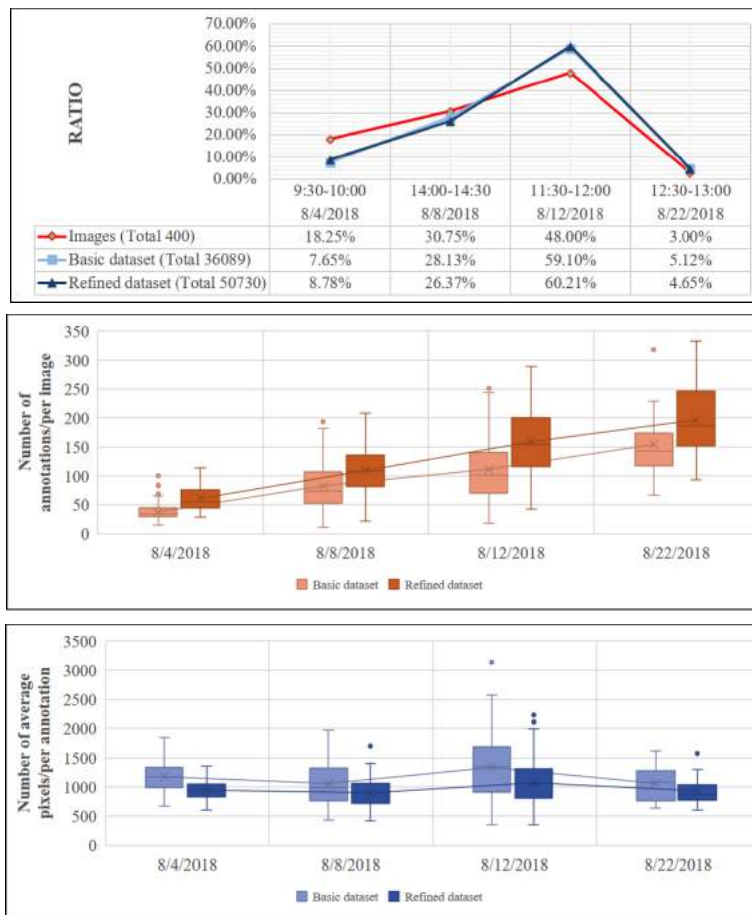 70.00%
60.00%
50.00%
40.00%
30.00%
20.00%
10.00%
0.00%
RATIO
9:30-10:00 14:00-14:30 11:30-12:00 12:30-13:00
8/4/2018 8/8/2018 8/12/2018 8/22/2018
Images (Total 400) 18.25% 30.75% 48.00% 3.00%
Basic dataset (Total 36089) 7.65% 28.13% 59.10% 5.12%
Refined dataset (Total 50730) 8.78% 26.37% 60.21% 4.65%
Number of
annotations/per image
350
300
250
200
150
100
50
0
8/4/2018 8/8/2018 8/12/2018 8/22/2018
Basic dataset Refined dataset
Number of average
pixels/per annotation
3500
3000
2500
2000
1500
1000
500
0
8/4/2018 8/8/2018 8/12/2018 8/22/2018
Basic dataset Refined dataset